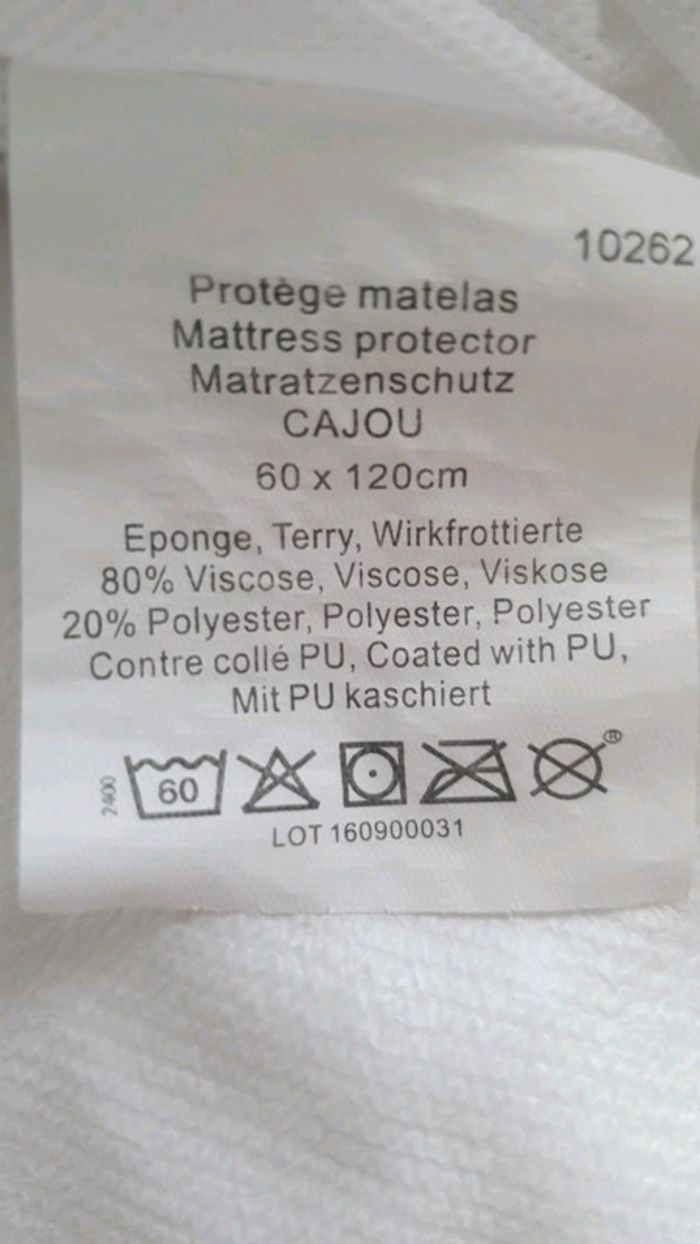 10262
Protège matelas
Mattress protector
Matratzenschutz
CAJOU
60 x 120cm
Eponge, Terry, Wirkfrottierte
80% Viscose, Viscose, Viskose
20% Polyester, Polyester, Polyester
Contre collé PU, Coated with PU,
Mit PU kaschiert
2400
60
®
LOT 160900031